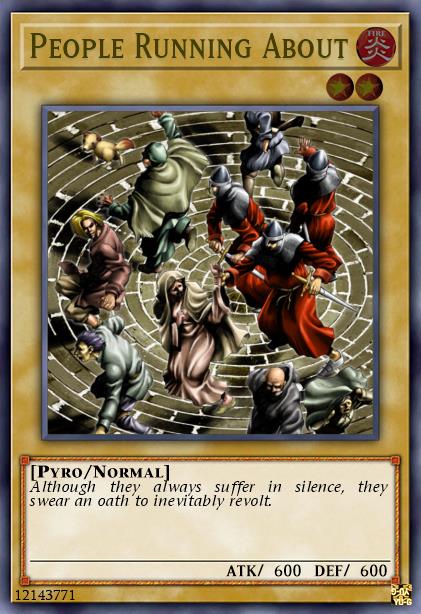 PEOPLE RUNNING ABOUT
FIRE
炎
[PYRO/NORMAL]
Although they always suffer in silence, they
swear an oath to inevitably revolt.
ATK/ 600 DEF/ 600
12143771